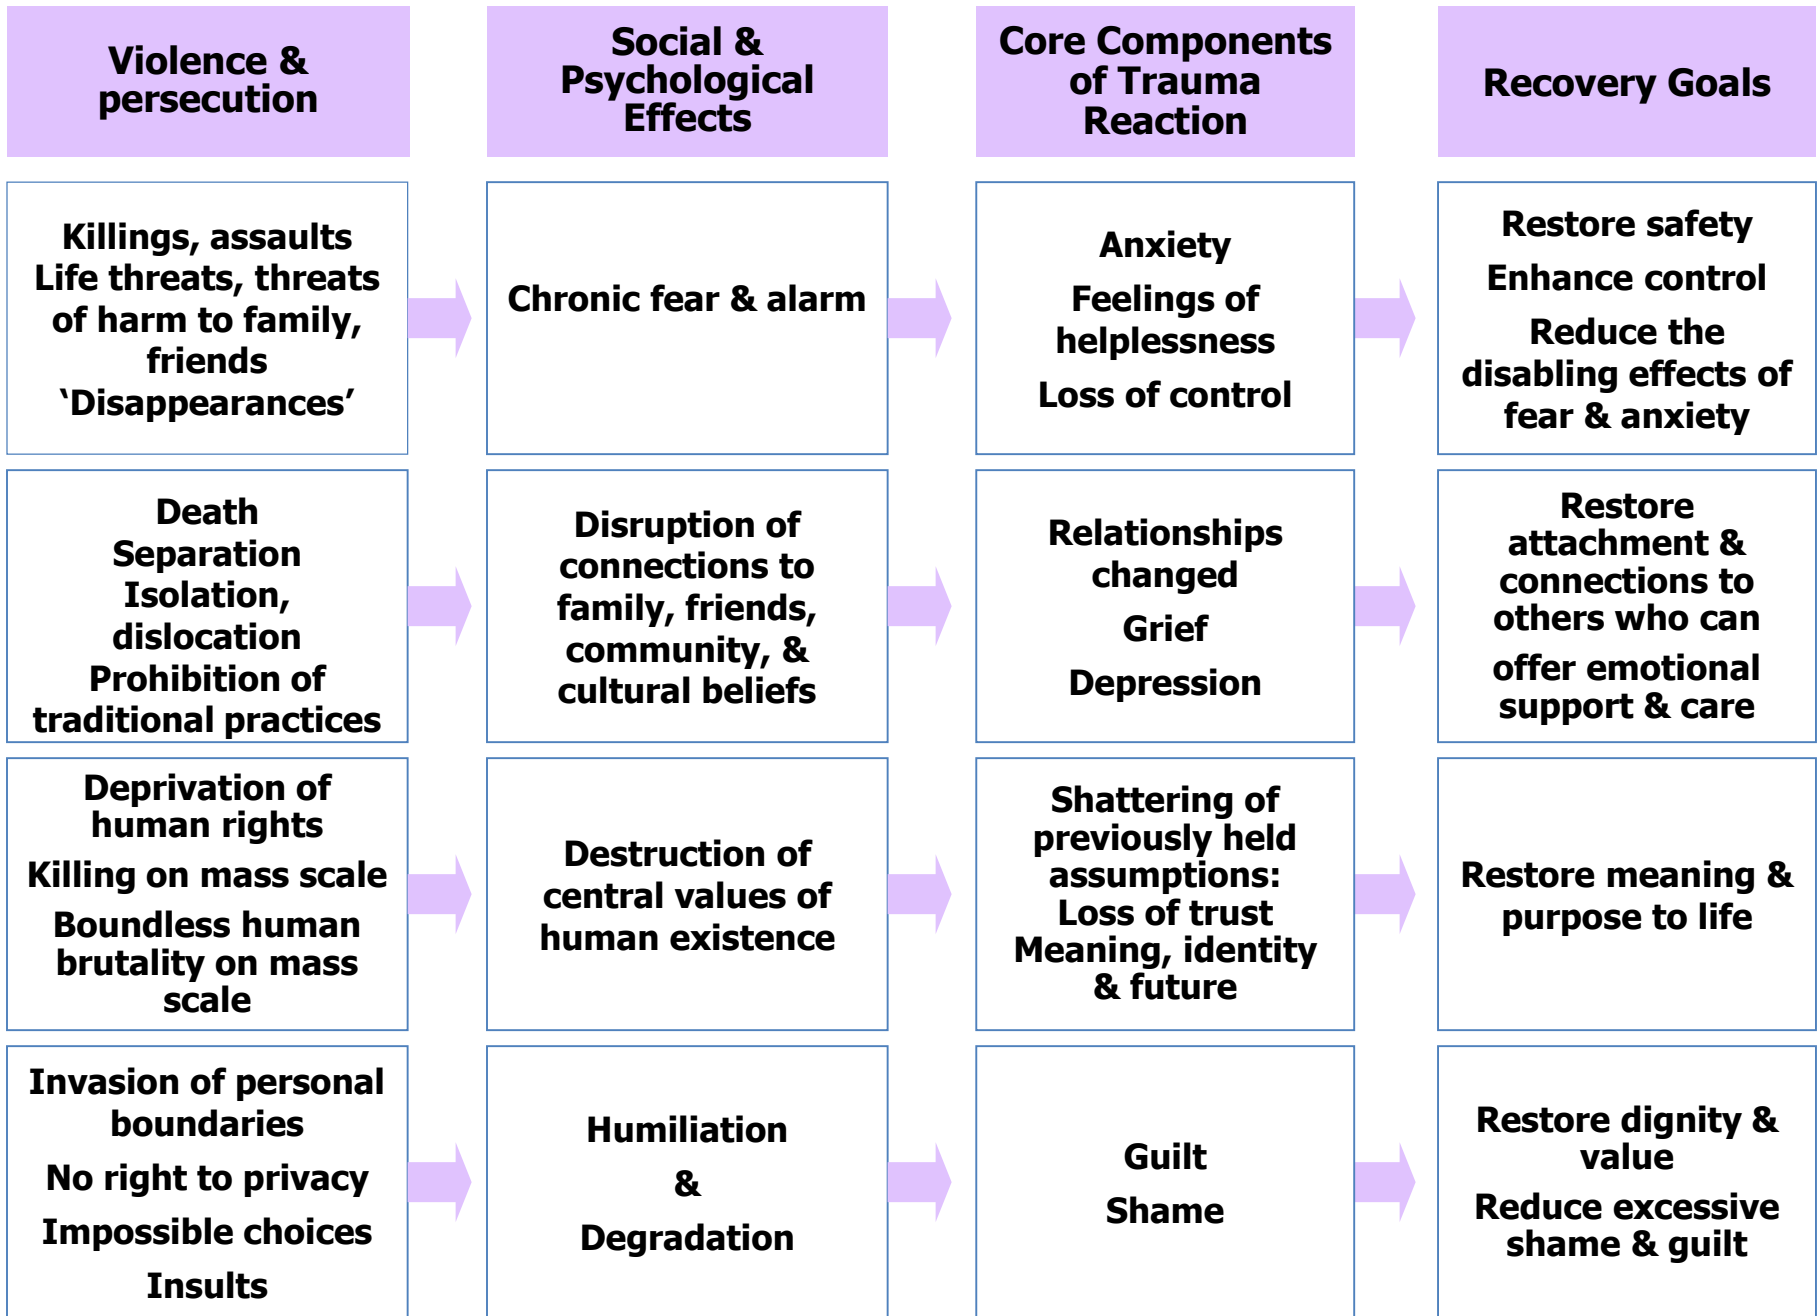 Violence &
persecution
Social &
Psychological
Effects
Core Components
of Trauma
Reaction
Recovery Goals
Killings, assaults
Life threats, threats
of harm to family,
friends
‘Disappearances’
Chronic fear & alarm
Anxiety
Feelings of
helplessness
Loss of control
Restore safety
Enhance control
Reduce the
disabling effects of
fear & anxiety
Death
Separation
Isolation,
dislocation
Prohibition of
traditional practices
Disruption of
connections to
family, friends,
community, &
cultural beliefs
Relationships
changed
Grief
Depression
Restore
attachment &
connections to
others who can
offer emotional
support & care
Deprivation of
human rights
Killing on mass scale
Boundless human
brutality on mass
scale
Destruction of
central values of
human existence
Shattering of
previously held
assumptions:
Loss of trust
Meaning, identity
& future
Restore meaning &
purpose to life
Invasion of personal
boundaries
No right to privacy
Impossible choices
Insults
Humiliation
&
Degradation
Guilt
Shame
Restore dignity &
value
Reduce excessive
shame & guilt